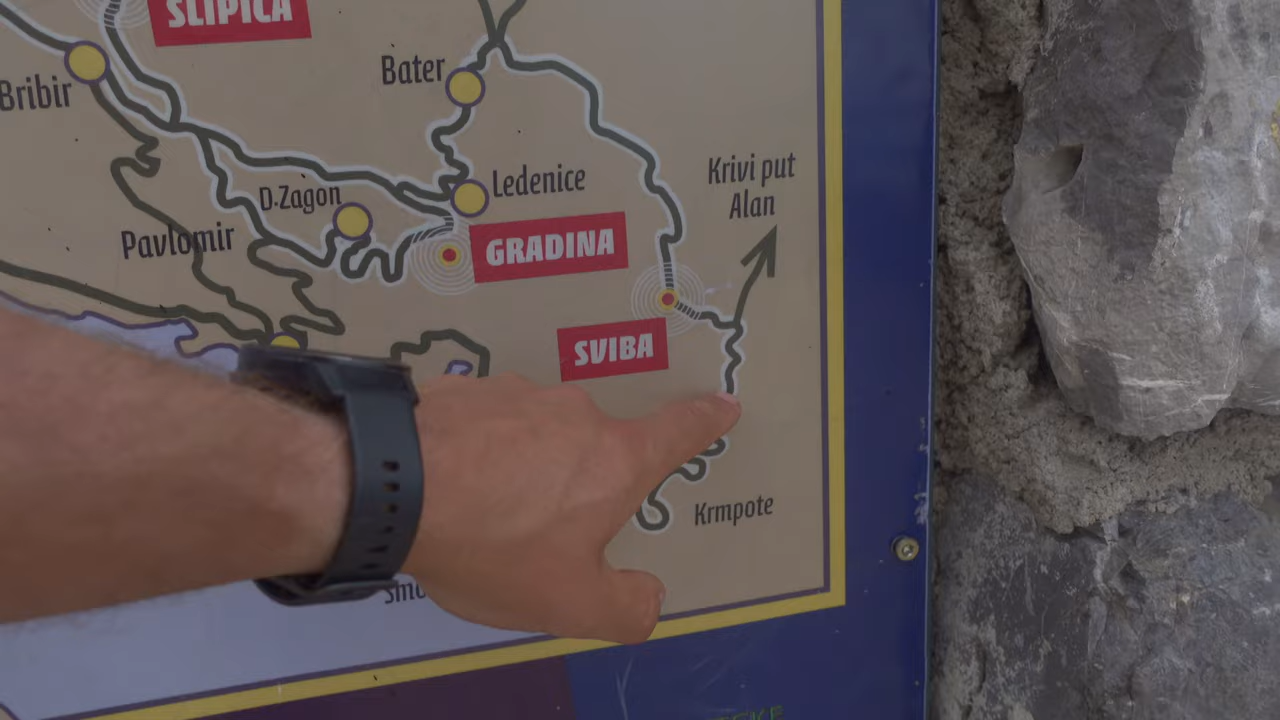 SLIPICA
Bribir
Bater
Ledenice
Krivi put
Alan
D.Zagon
Pavlomir
GRADINA
SVIBA
Krmpote